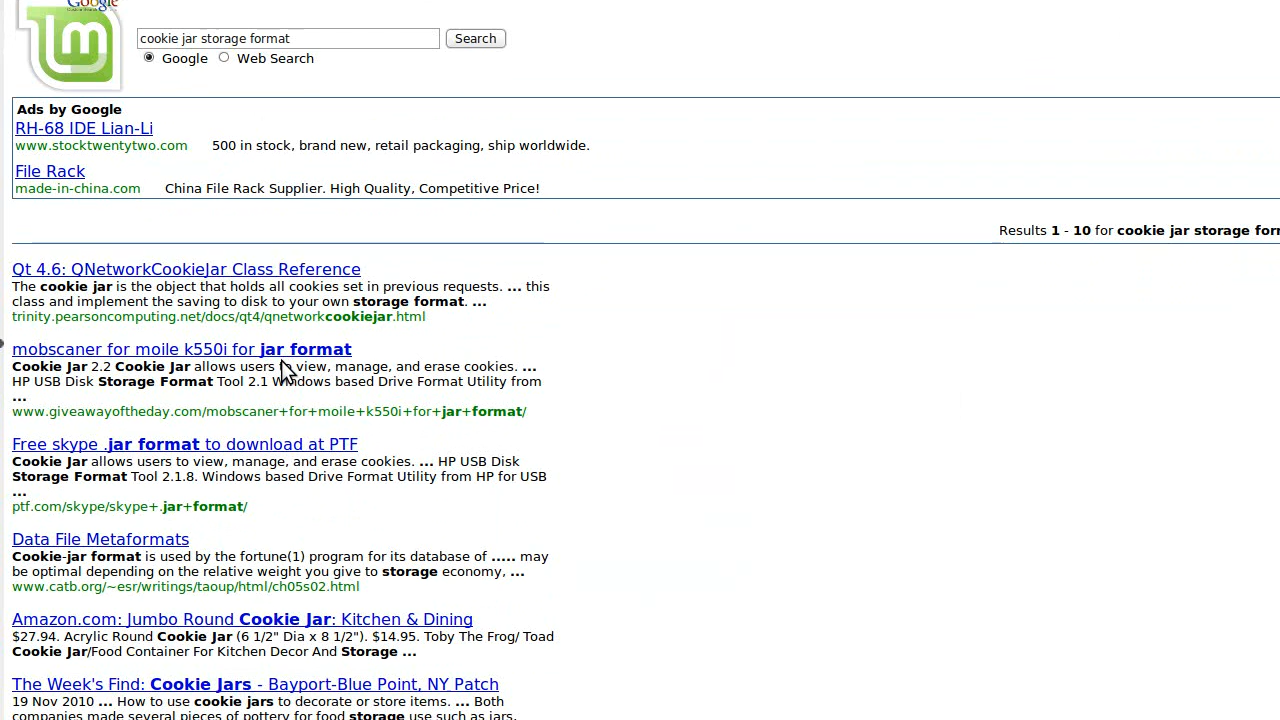 Google
cookie jar storage format
Search
Google Web Search
Ads by Google
RH-68 IDE Lian-Li
www.stocktwentytwo.com 500 in stock, brand new, retail packaging, ship worldwide.
File Rack
made-in-china.com China File Rack Supplier. High Quality, Competitive Price!
Results 1 - 10 for cookie jar storage
Qt 4.6: QNetworkCookieJar Class Reference
The cookie jar is the object that holds all cookies set in previous requests. ... this
class and implement the saving to disk to your own storage format. ...
trinity.pearsoncomputing.net/docs/qt4/qnetworkcookiejar.html
mobscaner for moile k550i for jar format
Cookie Jar 2.2 Cookie Jar allows users to view, manage, and erase cookies. ...
HP USB Disk Storage Format Tool 2.1 Windows based Drive Format Utility from
...
www.giveawayoftheday.com/mobscaner+for+moile+k550i+for+jar+format/
Free skype .jar format to download at PTF
Cookie Jar allows users to view, manage, and erase cookies. ... HP USB Disk
Storage Format Tool 2.1.8. Windows based Drive Format Utility from HP for USB
...
ptf.com/skype/skype+.jar+format/
Data File Metaformats
Cookie-jar format is used by the fortune(1) program for its database of ..... may
be optimal depending on the relative weight you give to storage economy, ...
www.catb.org/~esr/writings/taoup/html/ch05s02.html
Amazon.com: Jumbo Round Cookie Jar: Kitchen & Dining
$27.94. Acrylic Round Cookie Jar (6 1/2" Dia x 8 1/2"). $14.95. Toby The Frog/ Toad
Cookie Jar/Food Container For Kitchen Decor And Storage ...
The Week's Find: Cookie Jars - Bayport-Blue Point, NY Patch
19 Nov 2010 ... How to use cookie jars to decorate or store items. ... Both
companies made several pieces of pottery for food storage use such as jars,